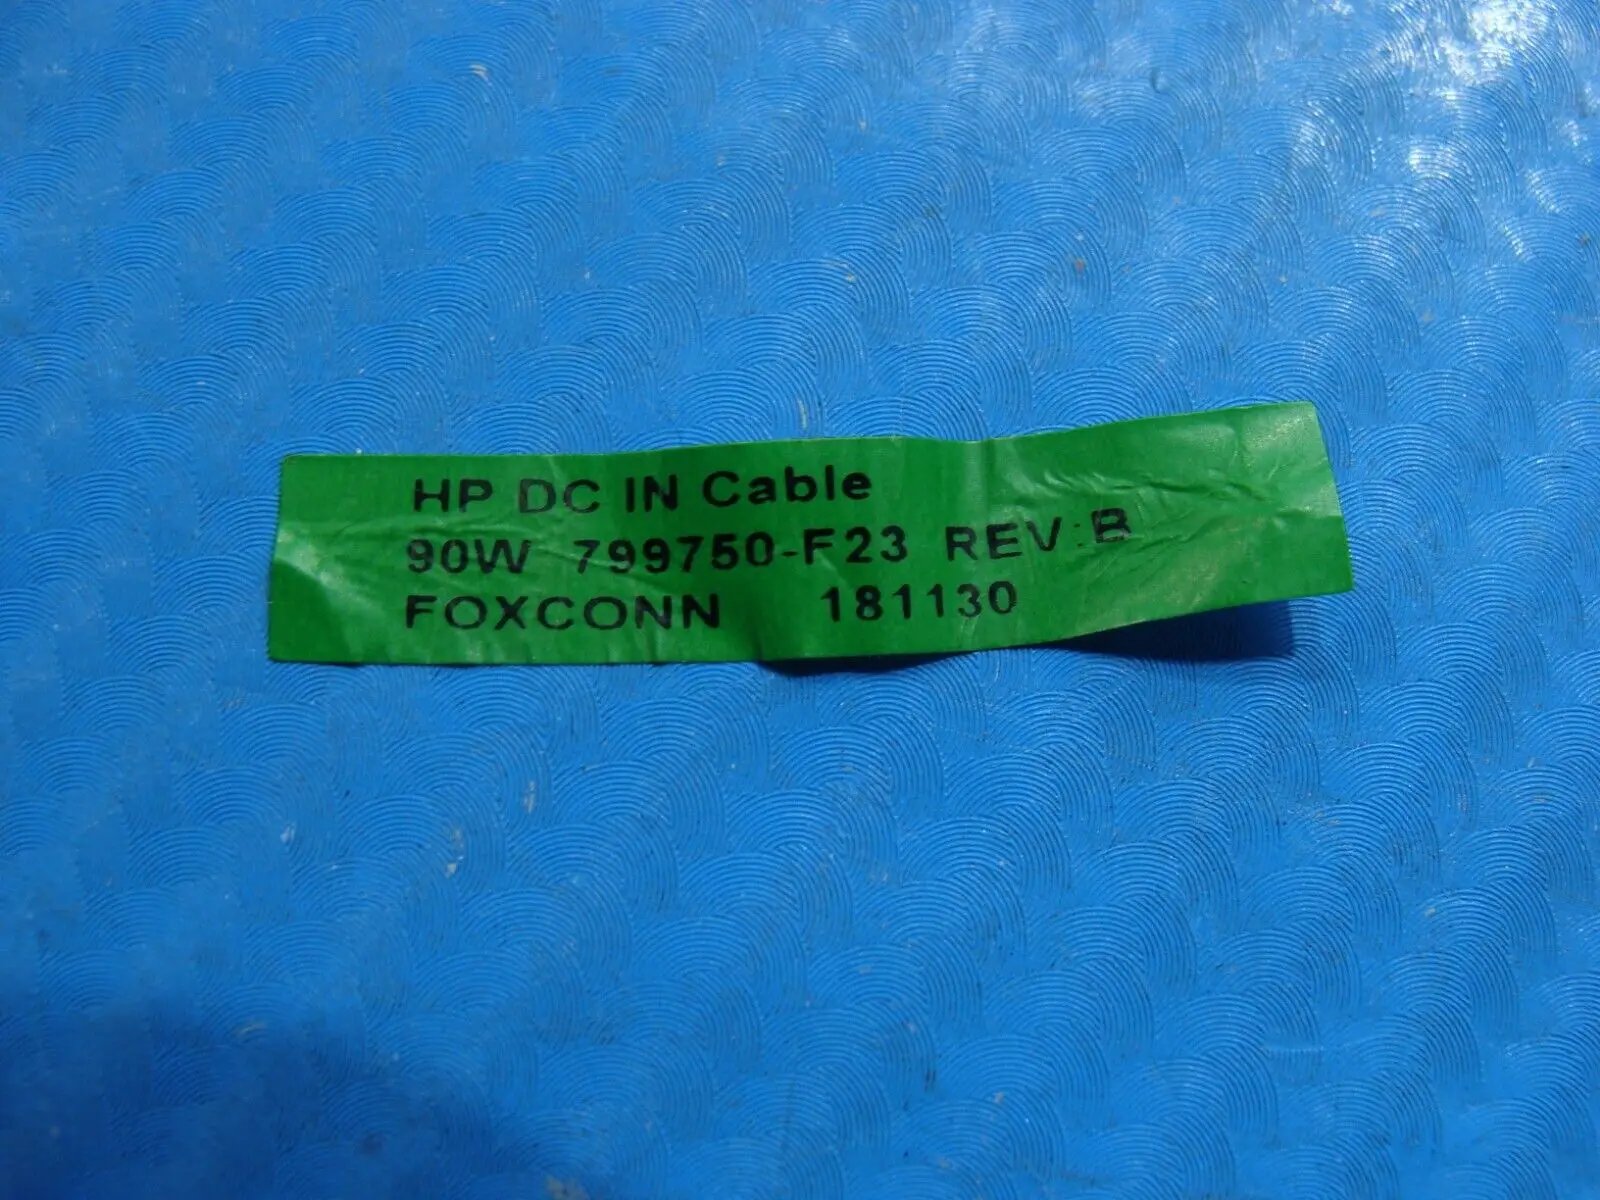 HP DC IN Cable
90W 799750-F23 REV:B
FOXCONN 181130